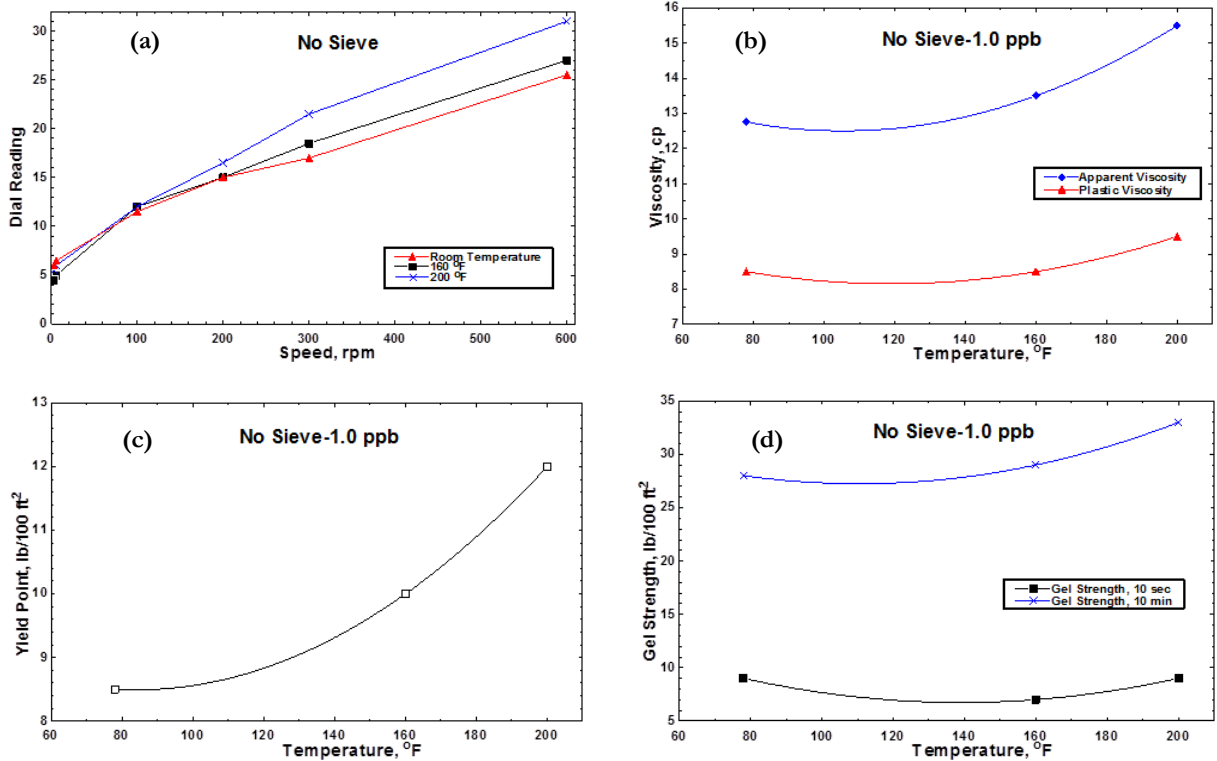 (a)
No Sieve
Dial Reading
30
25
20
15
10
5
0
Room Temperature
160 °F
200 °F
0 100 200 300 400 500 600
Speed, rpm
(b)
No Sieve-1.0 ppb
Viscosity, cp
16
15
14
13
12
11
10
9
8
7
Apparent Viscosity
Plastic Viscosity
60 80 100 120 140 160 180 200
Temperature, °F
(c)
No Sieve-1.0 ppb
Yield Point, lb/100 ft²
13
12
11
10
9
8
60 80 100 120 140 160 180 200
Temperature, °F
(d)
No Sieve-1.0 ppb
Gel Strength, lb/100 ft²
35
30
25
20
15
10
5
Gel Strength, 10 sec
Gel Strength, 10 min
60 80 100 120 140 160 180 200
Temperature, °F